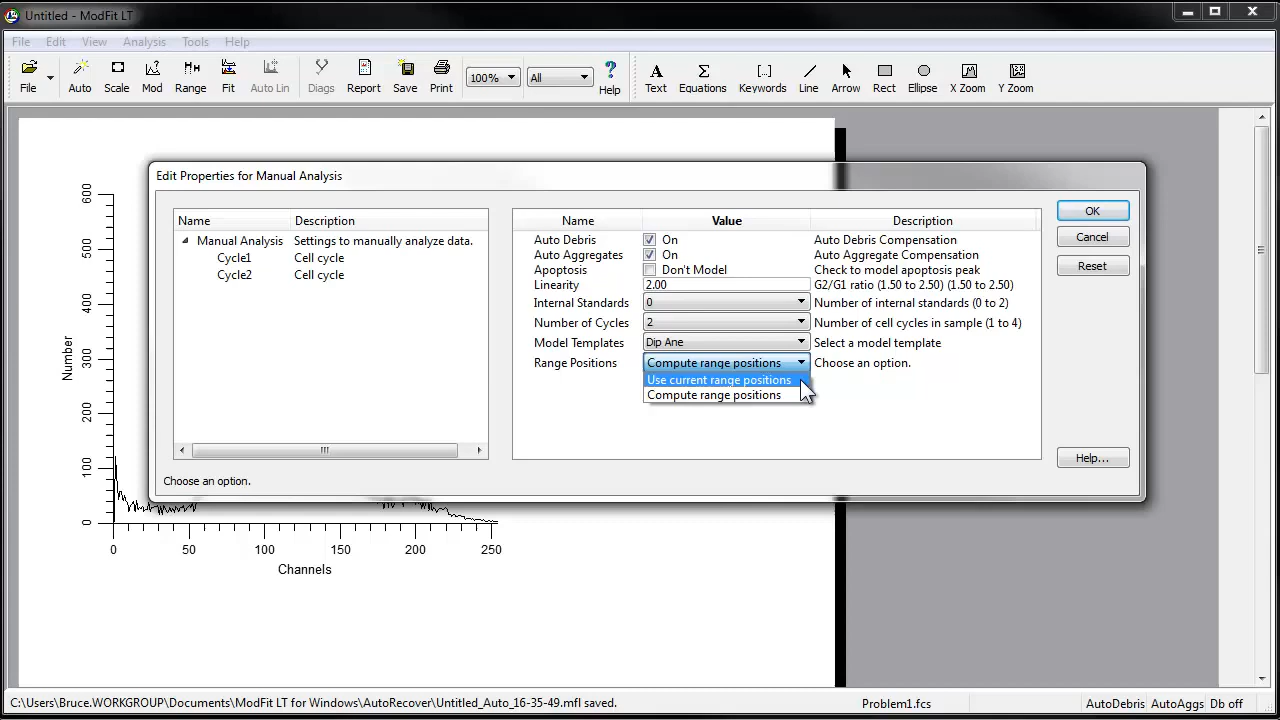 Untitled - ModFit LT
File Edit View Analysis Tools Help
File Auto Scale Mod Range Fit Auto Lin Diags Report Save Print 100% All Help Text Equations Keywords Line Arrow Rect Ellipse X Zoom Y Zoom
Edit Properties for Manual Analysis
Name Description
Manual Analysis Settings to manually analyze data.
Cycle1 Cell cycle
Cycle2 Cell cycle
Name Value Description
Auto Debris On Auto Debris Compensation
Auto Aggregates On Auto Aggregate Compensation
Apoptosis Don't Model Check to model apoptosis peak
Linearity 2.00 G2/G1 ratio (1.50 to 2.50) (1.50 to 2.50)
Internal Standards 0 Number of internal standards (0 to 2)
Number of Cycles 2 Number of cell cycles in sample (1 to 4)
Model Templates Dip Ane Select a model template
Range Positions Compute range positions Choose an option.
Use current range positions
Compute range positions
OK
Cancel
Reset
Help...
Choose an option.
Number
600
500
400
300
200
100
0
0 50 100 150 200 250
Channels
C:\Users\Bruce.WORKGROUP\Documents\ModFit LT for Windows\AutoRecover\Untitled_Auto_16-35-49.mfl saved. Problem1.fcs AutoDebris AutoAggs Db off